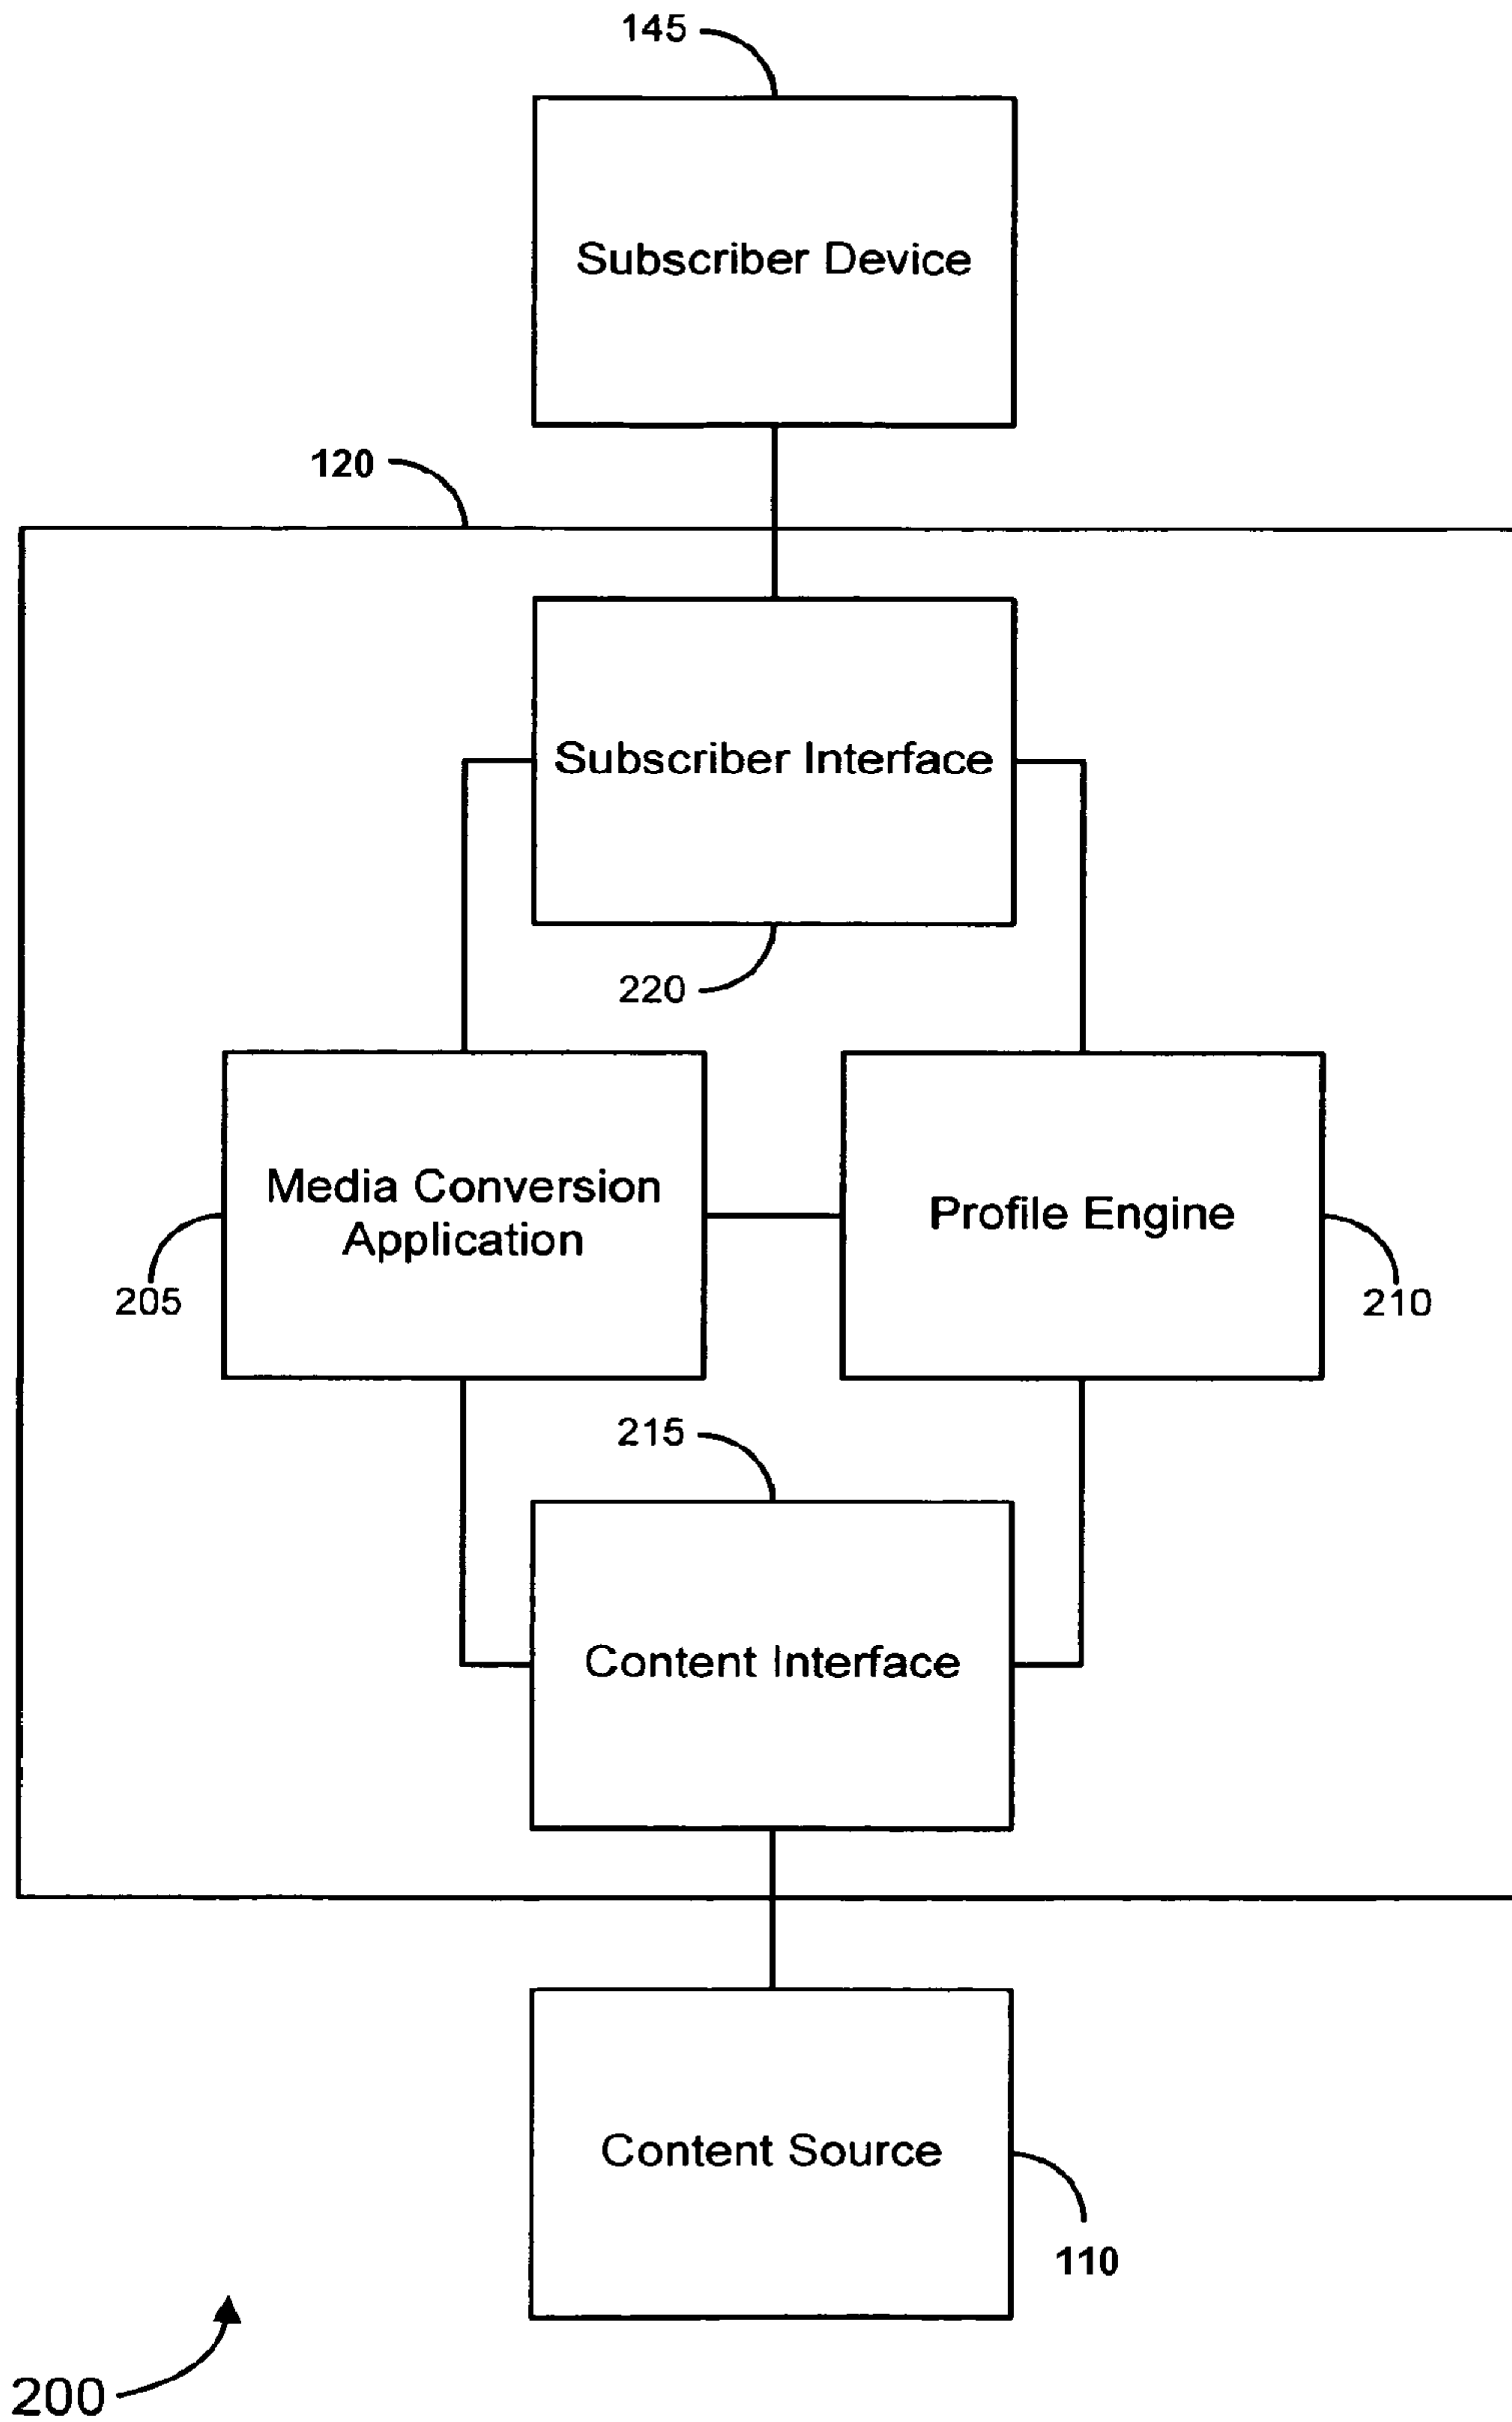 145
Subscriber Device
120
Subscriber Interface
220
Media Conversion
Application
Profile Engine
205
210
215
Content Interface
Content Source
110
200